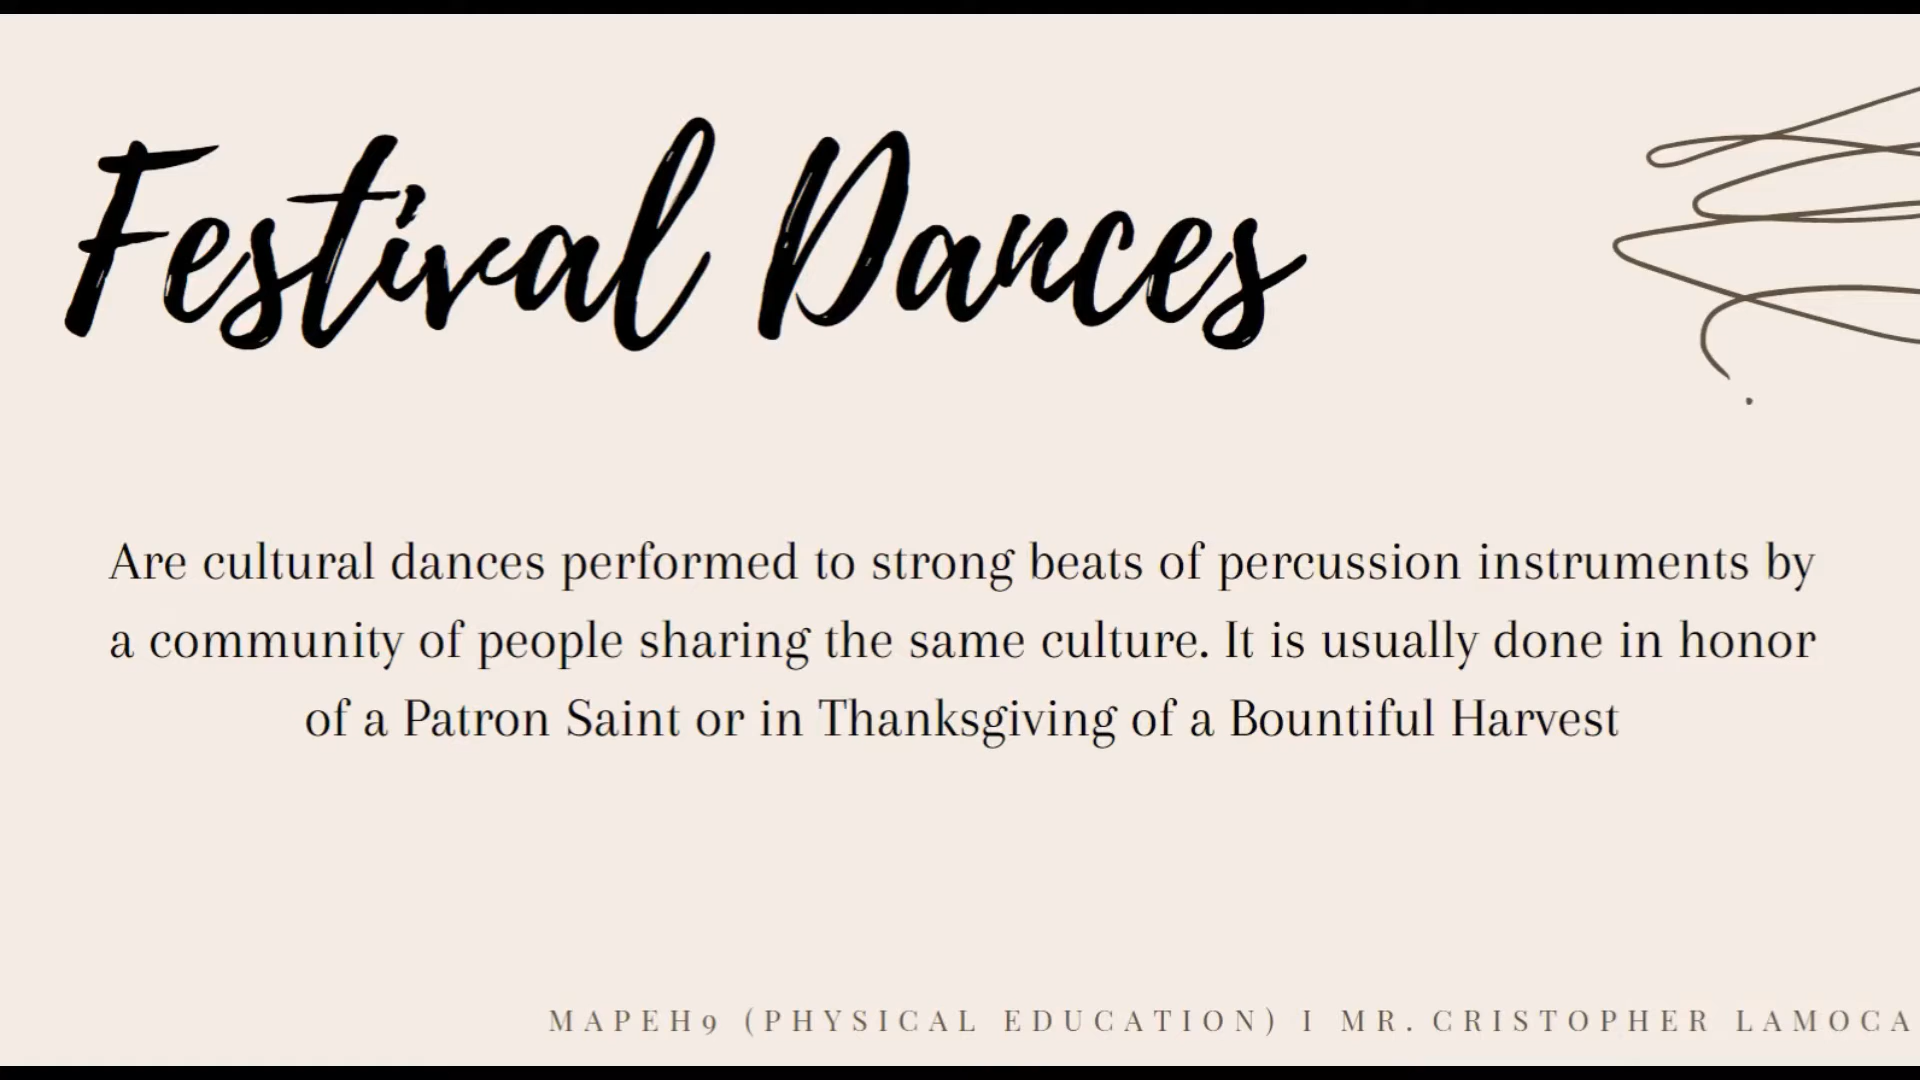 Festival Dances
Are cultural dances performed to strong beats of percussion instruments by
a community of people sharing the same culture. It is usually done in honor
of a Patron Saint or in Thanksgiving of a Bountiful Harvest
MAPEH9 (PHYSICAL EDUCATION) I MR. CRISTOPHER LAMOCA